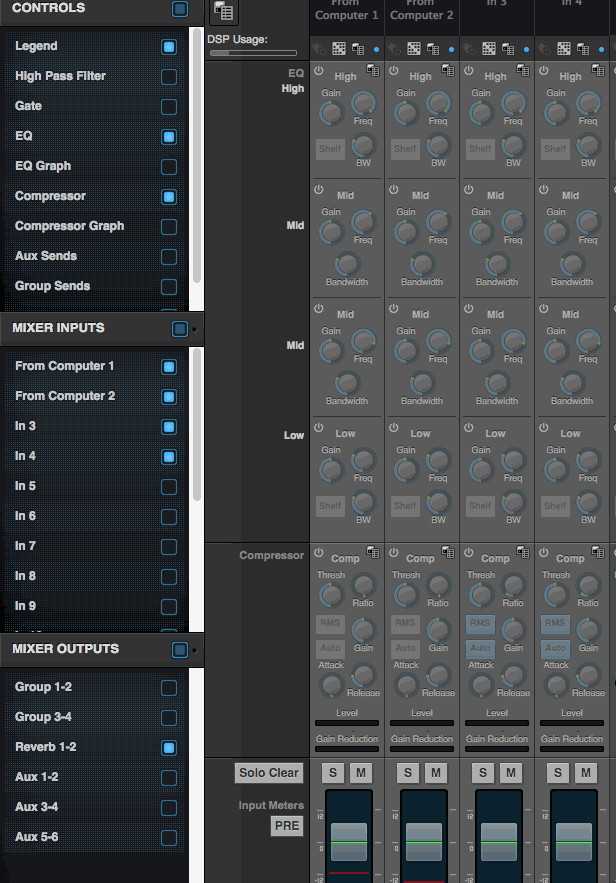 CONTROLS
Legend
High Pass Filter
Gate
EQ
EQ Graph
Compressor
Compressor Graph
Aux Sends
Group Sends
MIXER INPUTS
From Computer 1
From Computer 2
In 3
In 4
In 5
In 6
In 7
In 8
In 9
MIXER OUTPUTS
Group 1-2
Group 3-4
Reverb 1-2
Aux 1-2
Aux 3-4
Aux 5-6
From From In 3 In 4
Computer 1 Computer 2
DSP Usage:
EQ
High High High High High
Gain Gain Gain Gain
Freq Freq Freq Freq
Shelf Shelf Shelf Shelf
BW BW BW BW
Mid Mid Mid Mid
Gain Gain Gain Gain
Mid
Freq Freq Freq Freq
Bandwidth Bandwidth Bandwidth Bandwidth
Mid Mid Mid Mid
Gain Gain Gain Gain
Mid
Freq Freq Freq Freq
Bandwidth Bandwidth Bandwidth Bandwidth
Low Low Low Low Low
Gain Gain Gain Gain
Freq Freq Freq Freq
Shelf Shelf Shelf Shelf
BW BW BW BW
Compressor Comp Comp Comp Comp
Thresh Thresh Thresh Thresh
Ratio Ratio Ratio Ratio
RMS RMS RMS RMS
Auto Gain Auto Gain Auto Gain Auto Gain
Attack Attack Attack Attack
Release Release Release Release
Level Level Level Level
Gain Reduction Gain Reduction Gain Reduction Gain Reduction
Solo Clear S M S M S M S M
Input Meters
12 12 12 12
PRE
0 0 0 0
-12 -12 -12 -12